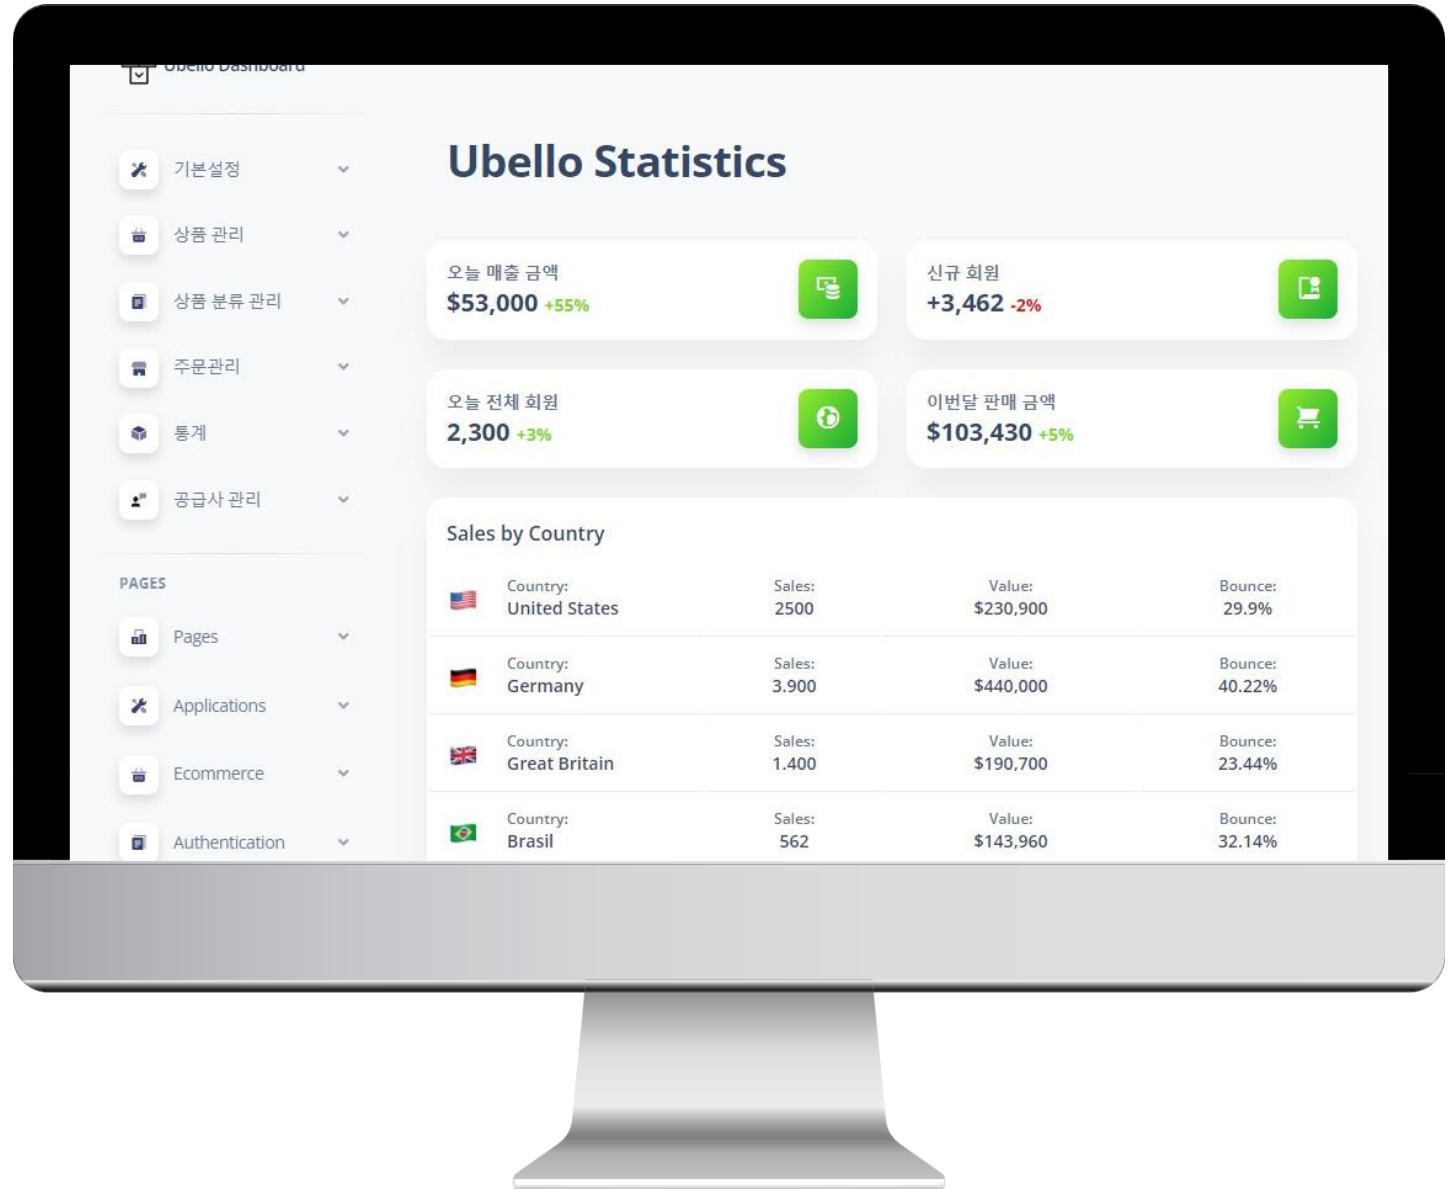 Ubello Dashboard
기본설정
상품 관리
상품 분류 관리
주문관리
통계
공급사 관리
PAGES
Pages
Applications
Ecommerce
Authentication
Ubello Statistics
오늘 매출 금액
$53,000 +55%
신규 회원
+3,462 -2%
오늘 전체 회원
2,300 +3%
이번달 판매 금액
$103,430 +5%
Sales by Country
Country: Sales: Value: Bounce:
United States 2500 $230,900 29.9%
Country: Sales: Value: Bounce:
Germany 3.900 $440,000 40.22%
Country: Sales: Value: Bounce:
Great Britain 1.400 $190,700 23.44%
Country: Sales: Value: Bounce:
Brasil 562 $143,960 32.14%